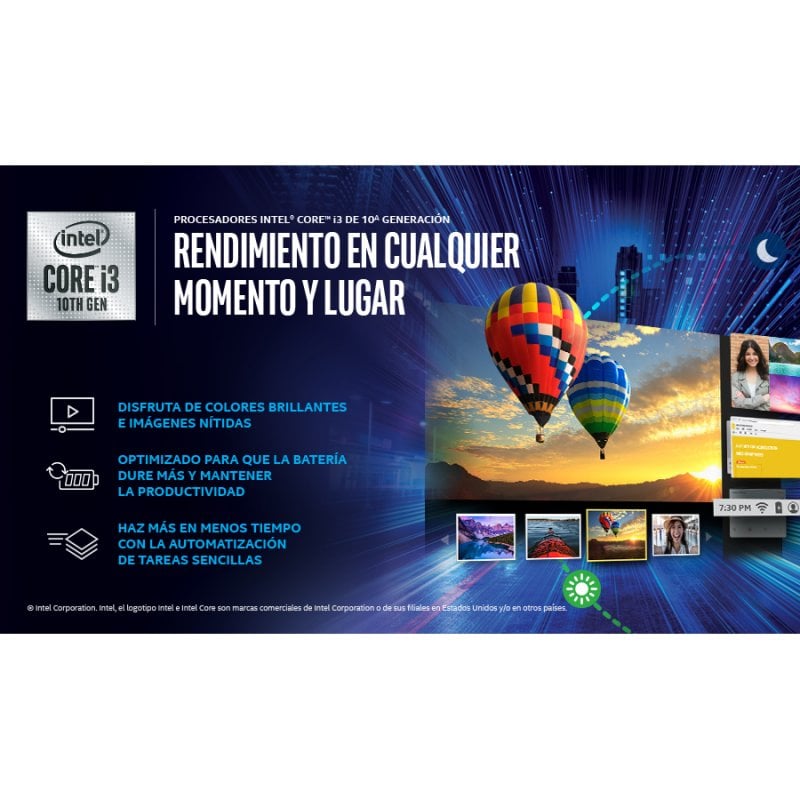 intel
CORE i3
10TH GEN
PROCESADORES INTEL® CORE™ i3 DE 10ᴬ GENERACIÓN
RENDIMIENTO EN CUALQUIER
MOMENTO Y LUGAR
DISFRUTA DE COLORES BRILLANTES
E IMÁGENES NÍTIDAS
OPTIMIZADO PARA QUE LA BATERÍA
DURE MÁS Y MANTENER
LA PRODUCTIVIDAD
HAZ MÁS EN MENOS TIEMPO
CON LA AUTOMATIZACIÓN
DE TAREAS SENCILLAS
7:30 PM
® Intel Corporation. Intel, el logotipo Intel e Intel Core son marcas comerciales de Intel Corporation o de sus filiales en Estados Unidos y/o en otros países.